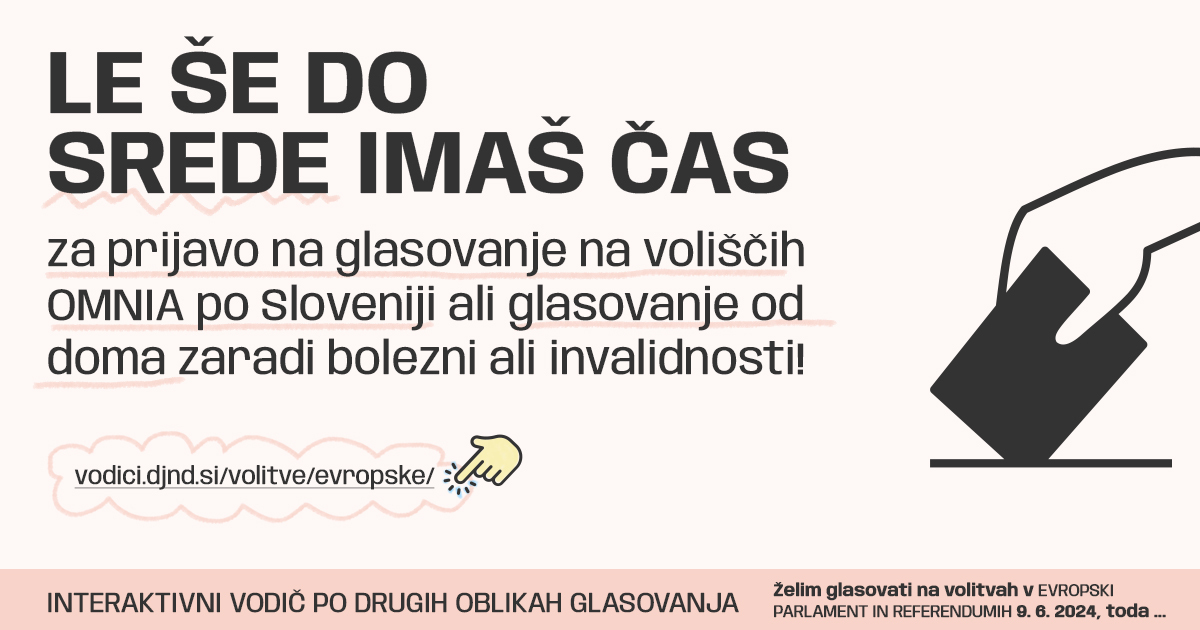 LE ŠE DO
SREDE IMAŠ ČAS
za prijavo na glasovanje na voliščih
OMNIA po Sloveniji ali glasovanje od
doma zaradi bolezni ali invalidnosti!
vodici.djnd.si/volitve/evropske/
INTERAKTIVNI VODIČ PO DRUGIH OBLIKAH GLASOVANJA
Želim glasovati na volitvah v EVROPSKI
PARLAMENT IN REFERENDUMIH 9. 6. 2024, toda ...